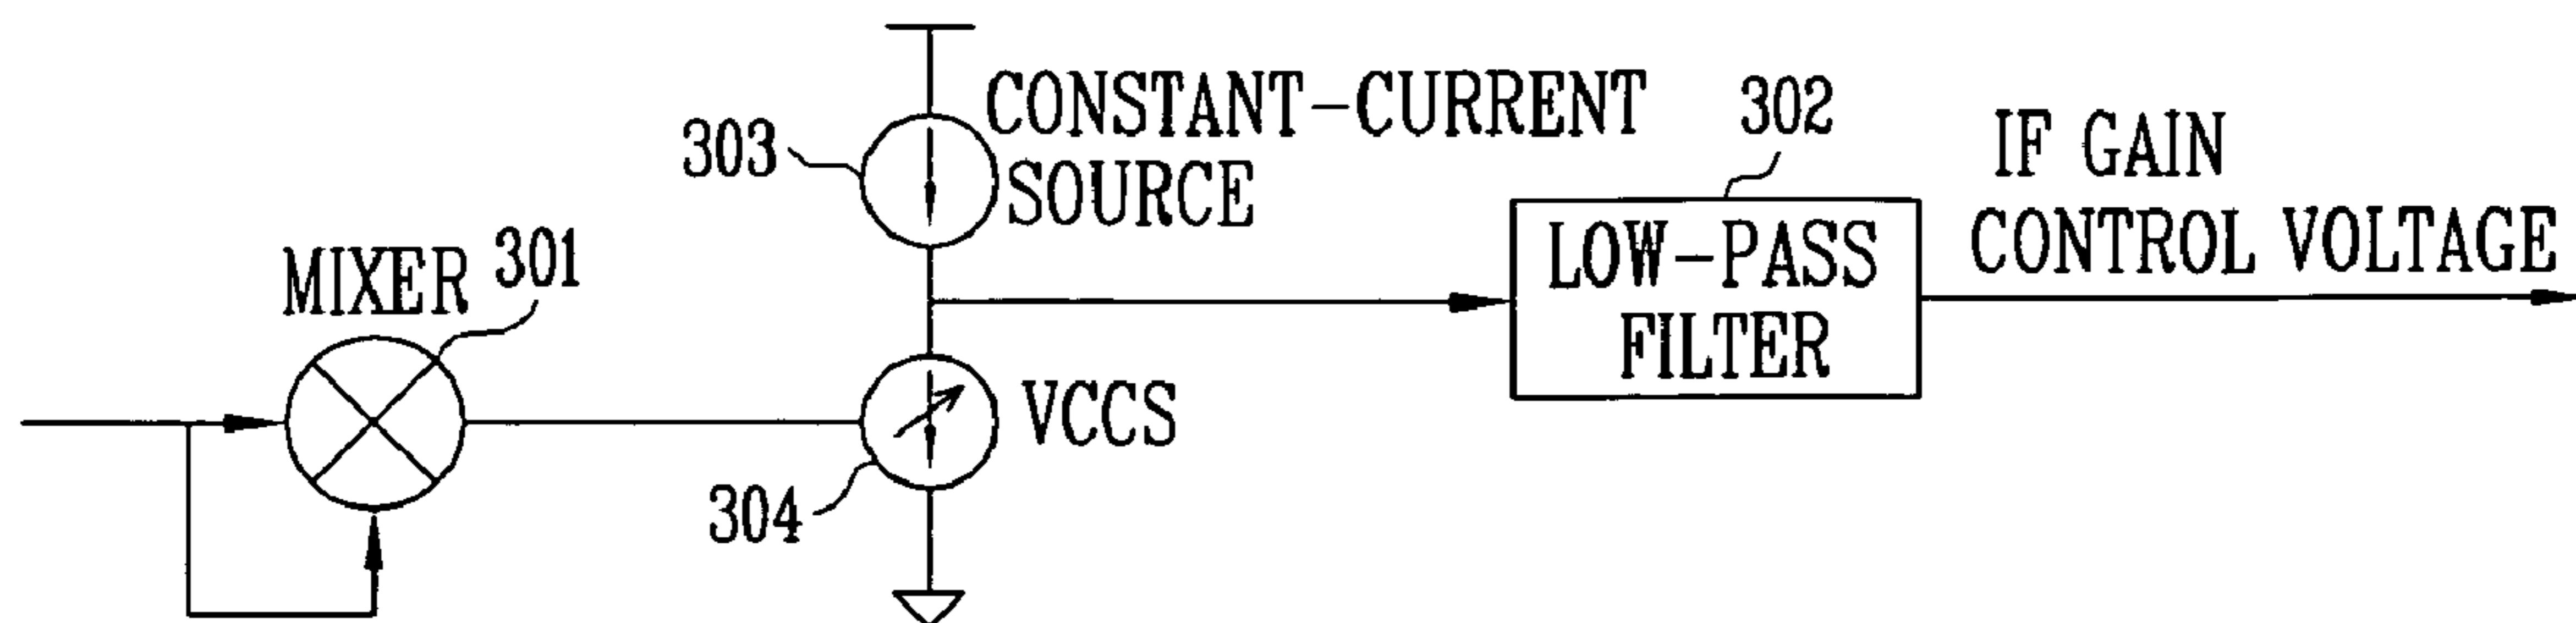 MIXER 301
303
CONSTANT-CURRENT
SOURCE
304
VCCS
302
LOW-PASS
FILTER
IF GAIN
CONTROL VOLTAGE